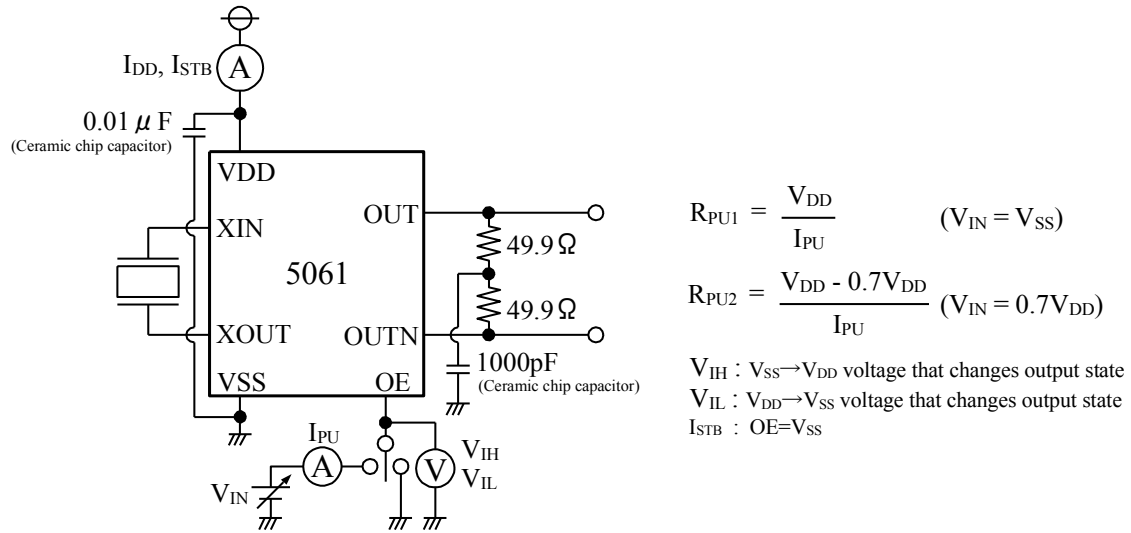 IDD, ISTB
A
0.01 μ F
(Ceramic chip capacitor)
VDD
XIN
OUT
49.9Ω
5061
49.9Ω
XOUT
OUTN
VSS
OE
1000pF
(Ceramic chip capacitor)
IPU
A
V
VIH
VIL
VIN
RPU1 = VDD / IPU (VIN = VSS)
RPU2 = VDD - 0.7VDD / IPU (VIN = 0.7VDD)
VIH : VSS→VDD voltage that changes output state
VIL : VDD→VSS voltage that changes output state
ISTB : OE=VSS